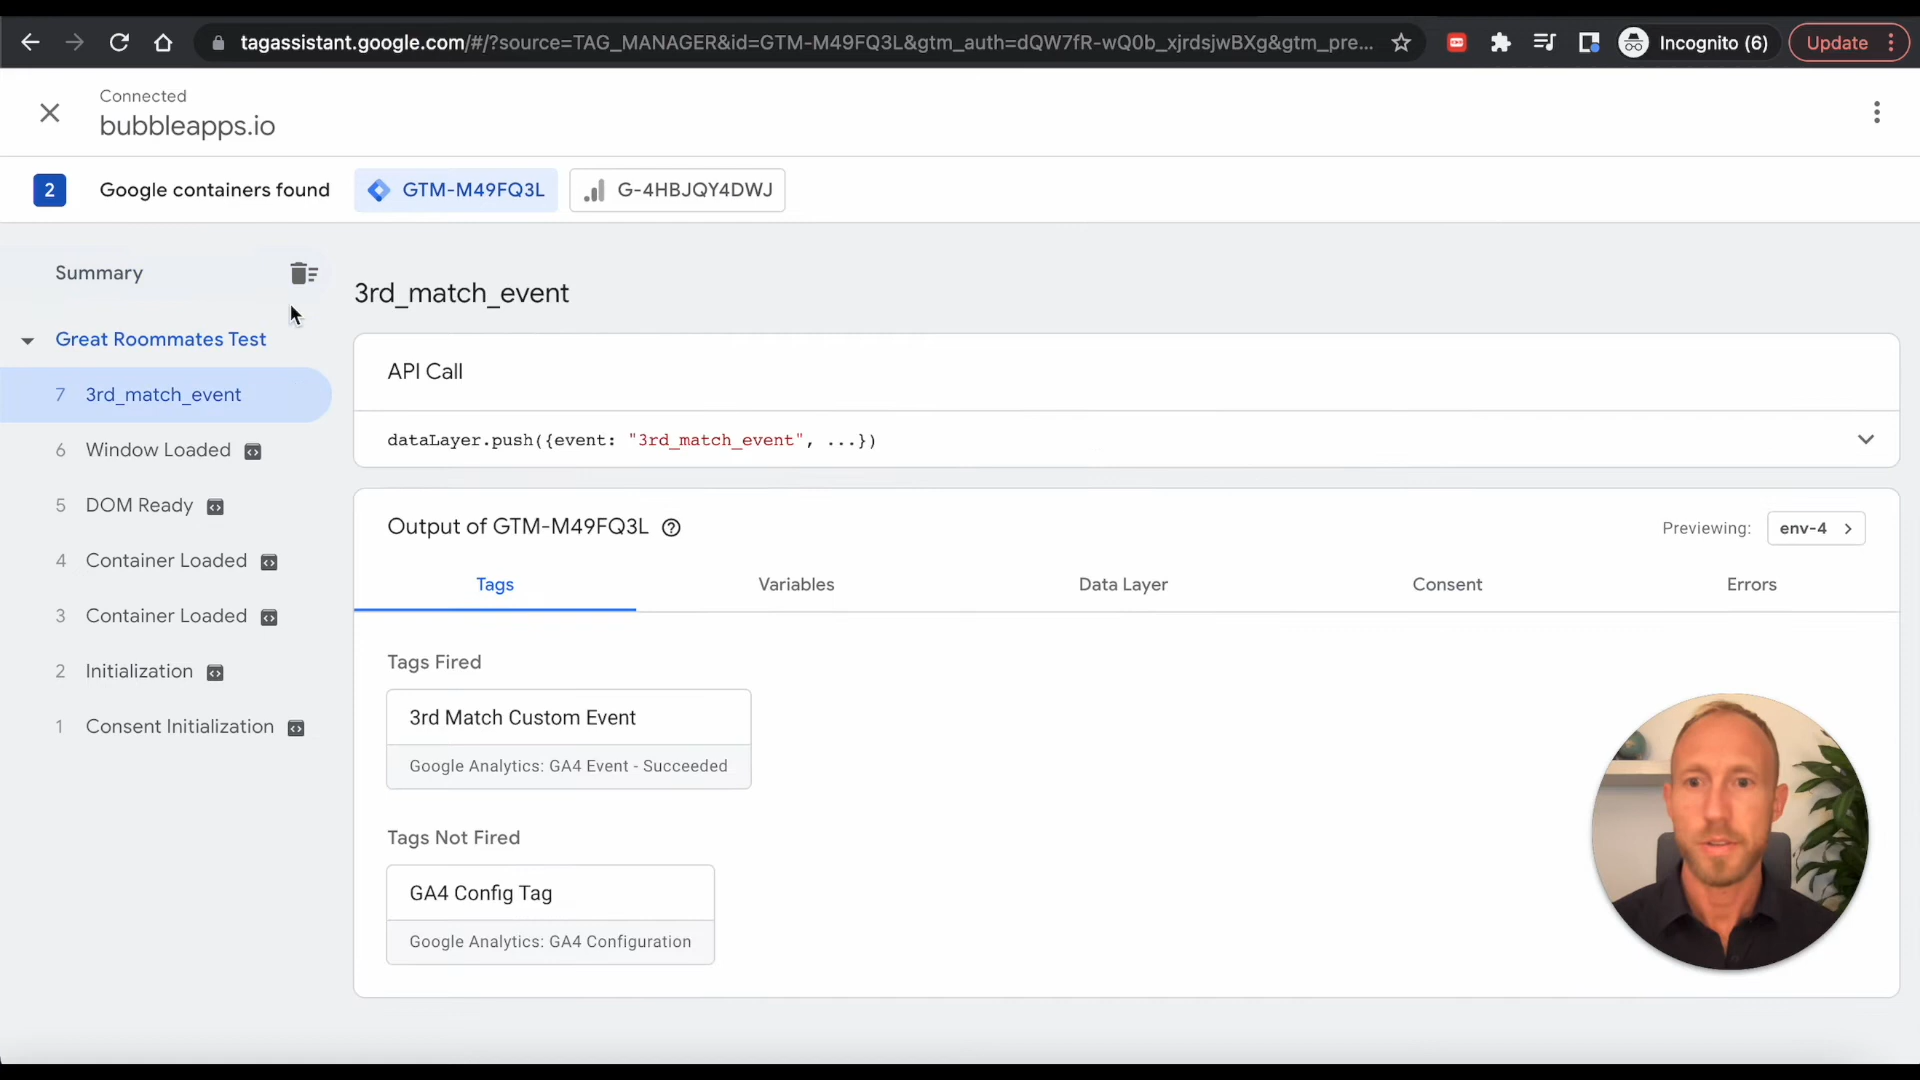 tagassistant.google.com/#/?source=TAG_MANAGER&id=GTM-M49FQ3L&gtm_auth=dQW7fR-wQ0b_xjrdsjwBXg&gtm_pre...
Incognito (6)
Update
Connected
bubbleapps.io
2
Google containers found
GTM-M49FQ3L
G-4HBJQY4DWJ
Summary
Great Roommates Test
7 3rd_match_event
6 Window Loaded
5 DOM Ready
4 Container Loaded
3 Container Loaded
2 Initialization
1 Consent Initialization
3rd_match_event
API Call
dataLayer.push({event: "3rd_match_event", ...})
Output of GTM-M49FQ3L
Previewing: env-4
Tags
Variables
Data Layer
Consent
Errors
Tags Fired
3rd Match Custom Event
Google Analytics: GA4 Event - Succeeded
Tags Not Fired
GA4 Config Tag
Google Analytics: GA4 Configuration